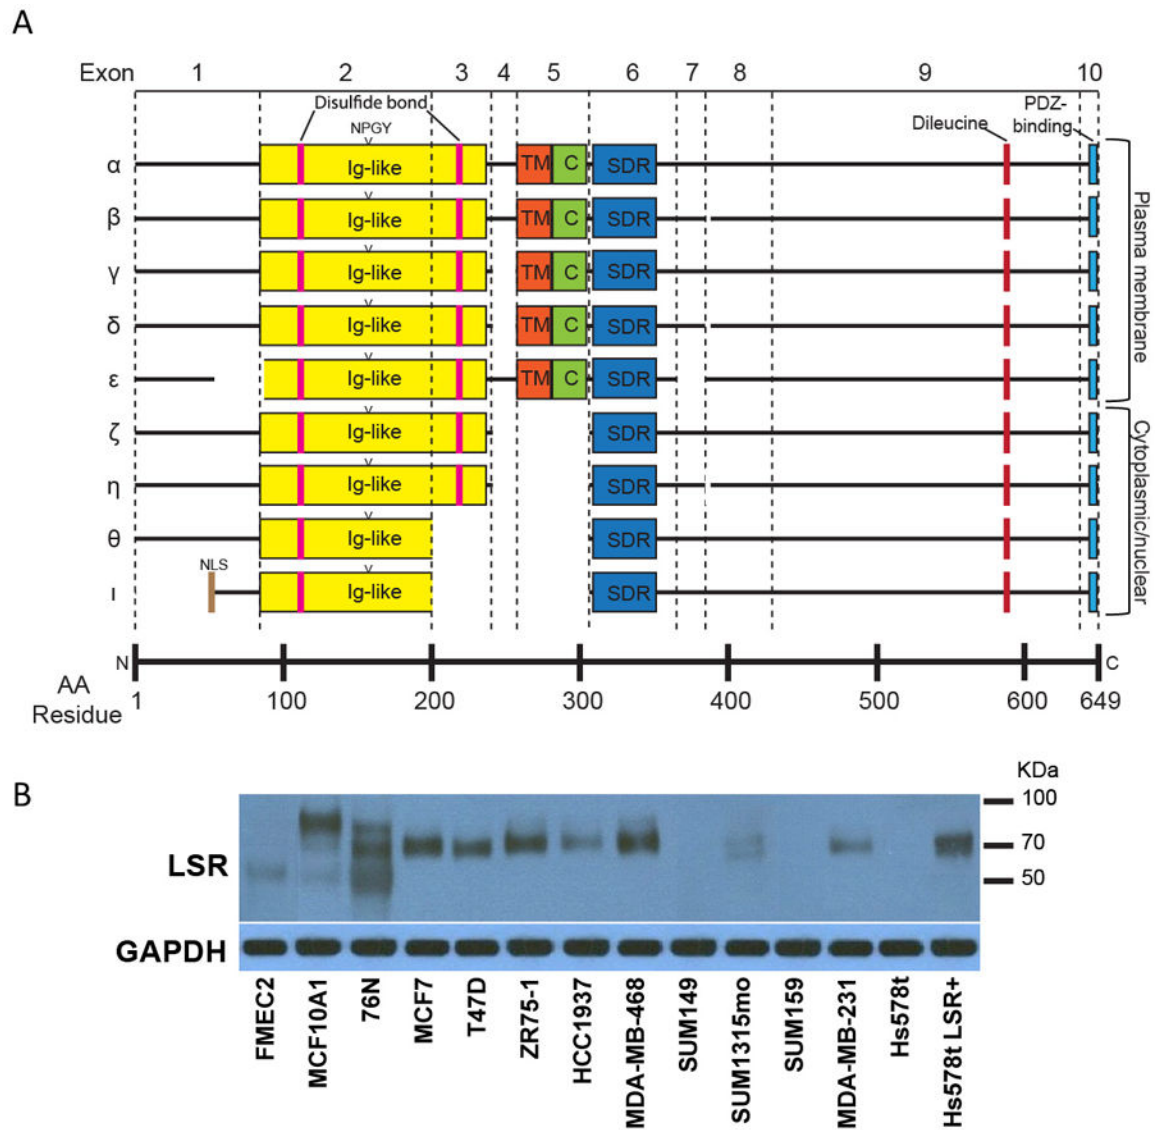 A
Exon 1 2 3 4 5 6 7 8 9 10
Disulfide bond
PDZ-
binding
NPGY
Dileucine
α Ig-like TM C SDR
β Ig-like TM C SDR
γ Ig-like TM C SDR
δ Ig-like TM C SDR
ε Ig-like TM C SDR
ζ Ig-like SDR
η Ig-like SDR
θ Ig-like SDR
NLS
ι Ig-like SDR
Plasma membrane
Cytoplasmic/nuclear
N C
AA
Residue
1 100 200 300 400 500 600 649
B
KDa
100
70
50
LSR
GAPDH
FMEC2
MCF10A1
76N
MCF7
T47D
ZR75-1
HCC1937
MDA-MB-468
SUM149
SUM1315mo
SUM159
MDA-MB-231
Hs578t
Hs578t LSR+